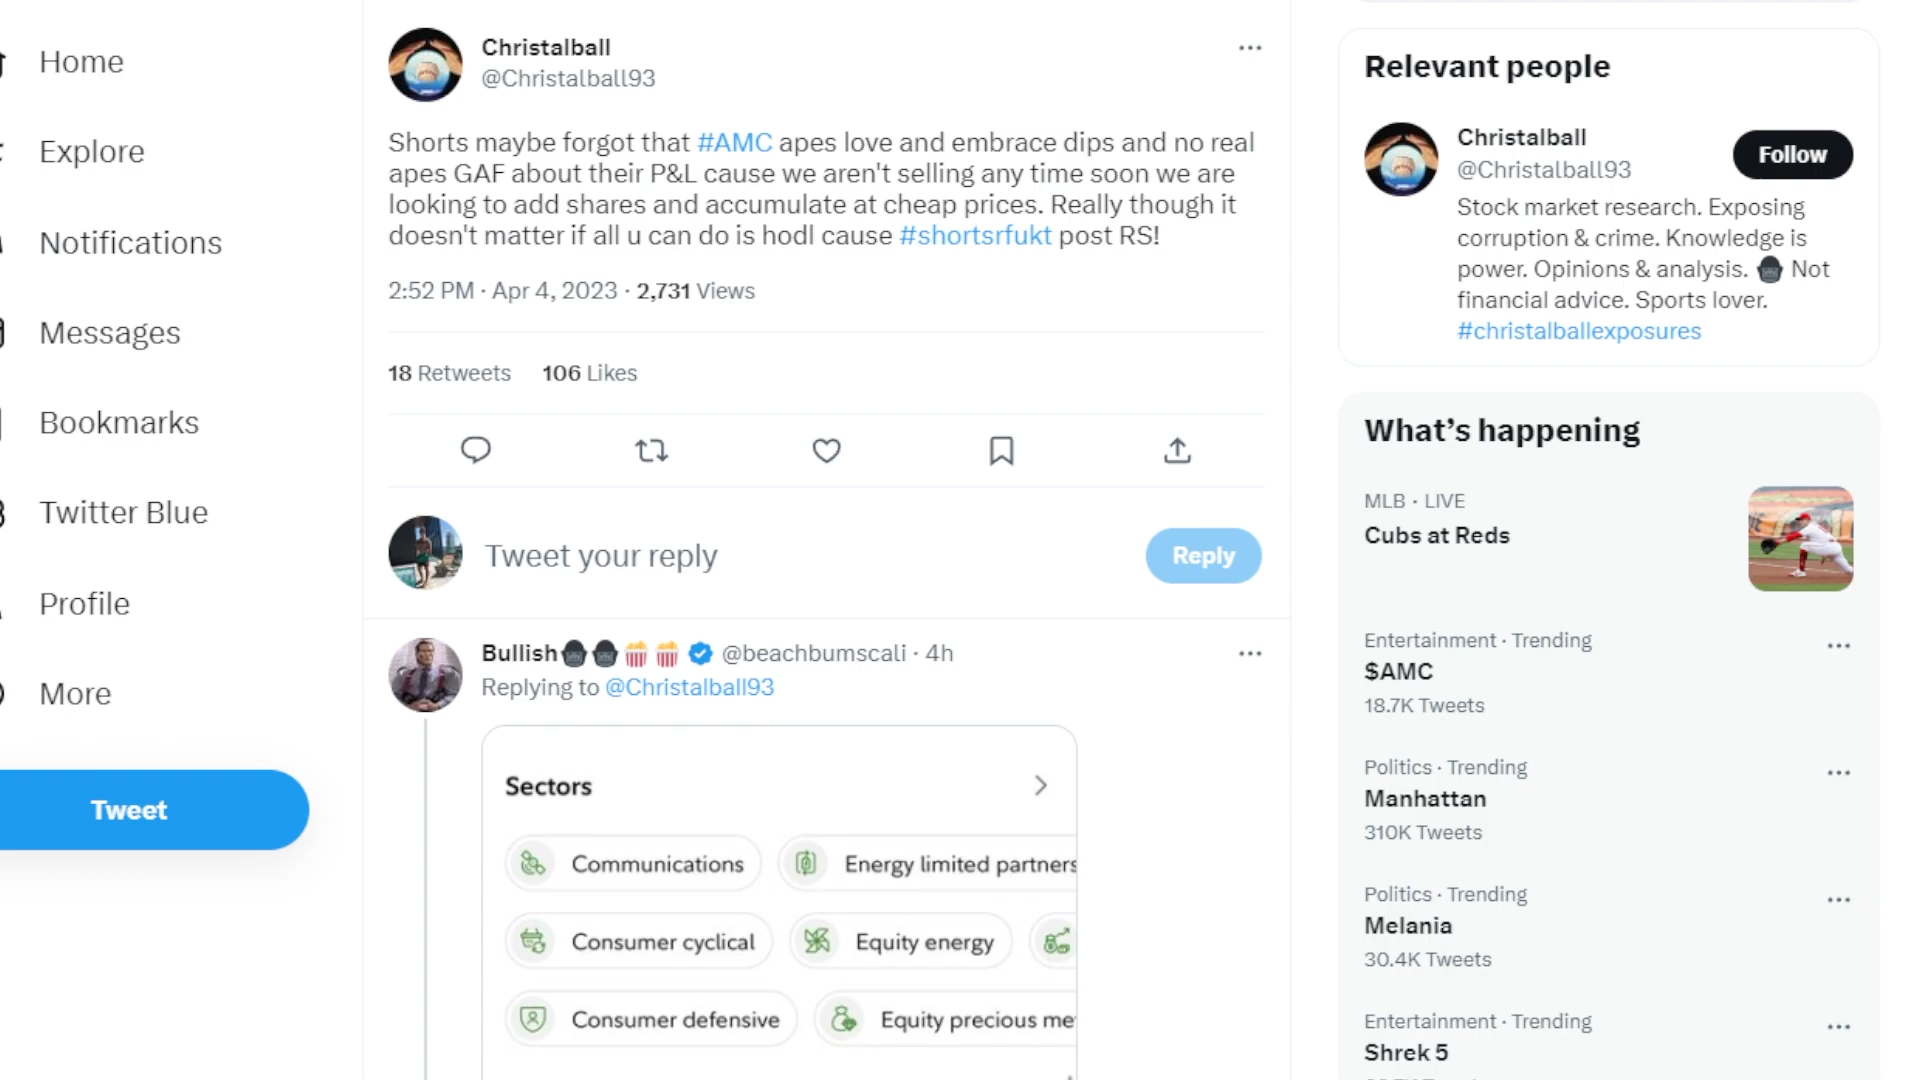 Home
Explore
Notifications
Messages
Bookmarks
Twitter Blue
Profile
More
Tweet
Christalball
@Christalball93
Shorts maybe forgot that #AMC apes love and embrace dips and no real
apes GAF about their P&L cause we aren't selling any time soon we are
looking to add shares and accumulate at cheap prices. Really though it
doesn't matter if all u can do is hodl cause #shortsrfukt post RS!
2:52 PM · Apr 4, 2023 · 2,731 Views
18 Retweets 106 Likes
Tweet your reply
Reply
Bullish @beachbumscali · 4h
Replying to @Christalball93
Sectors
Communications
Energy limited partners
Consumer cyclical
Equity energy
Consumer defensive
Equity precious me
Relevant people
Christalball
@Christalball93
Follow
Stock market research. Exposing
corruption & crime. Knowledge is
power. Opinions & analysis. Not
financial advice. Sports lover.
#christalballexposures
What's happening
MLB · LIVE
Cubs at Reds
Entertainment · Trending
$AMC
18.7K Tweets
Politics · Trending
Manhattan
310K Tweets
Politics · Trending
Melania
30.4K Tweets
Entertainment · Trending
Shrek 5